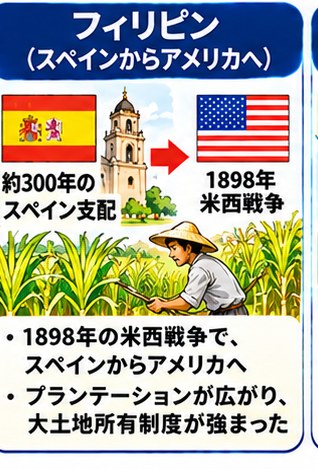 フィリピン
（スペインからアメリカへ）
約300年の
スペイン支配
1898年
米西戦争
・1898年の米西戦争で、
スペインからアメリカへ
・プランテーションが広がり、
大土地所有制度が強まった